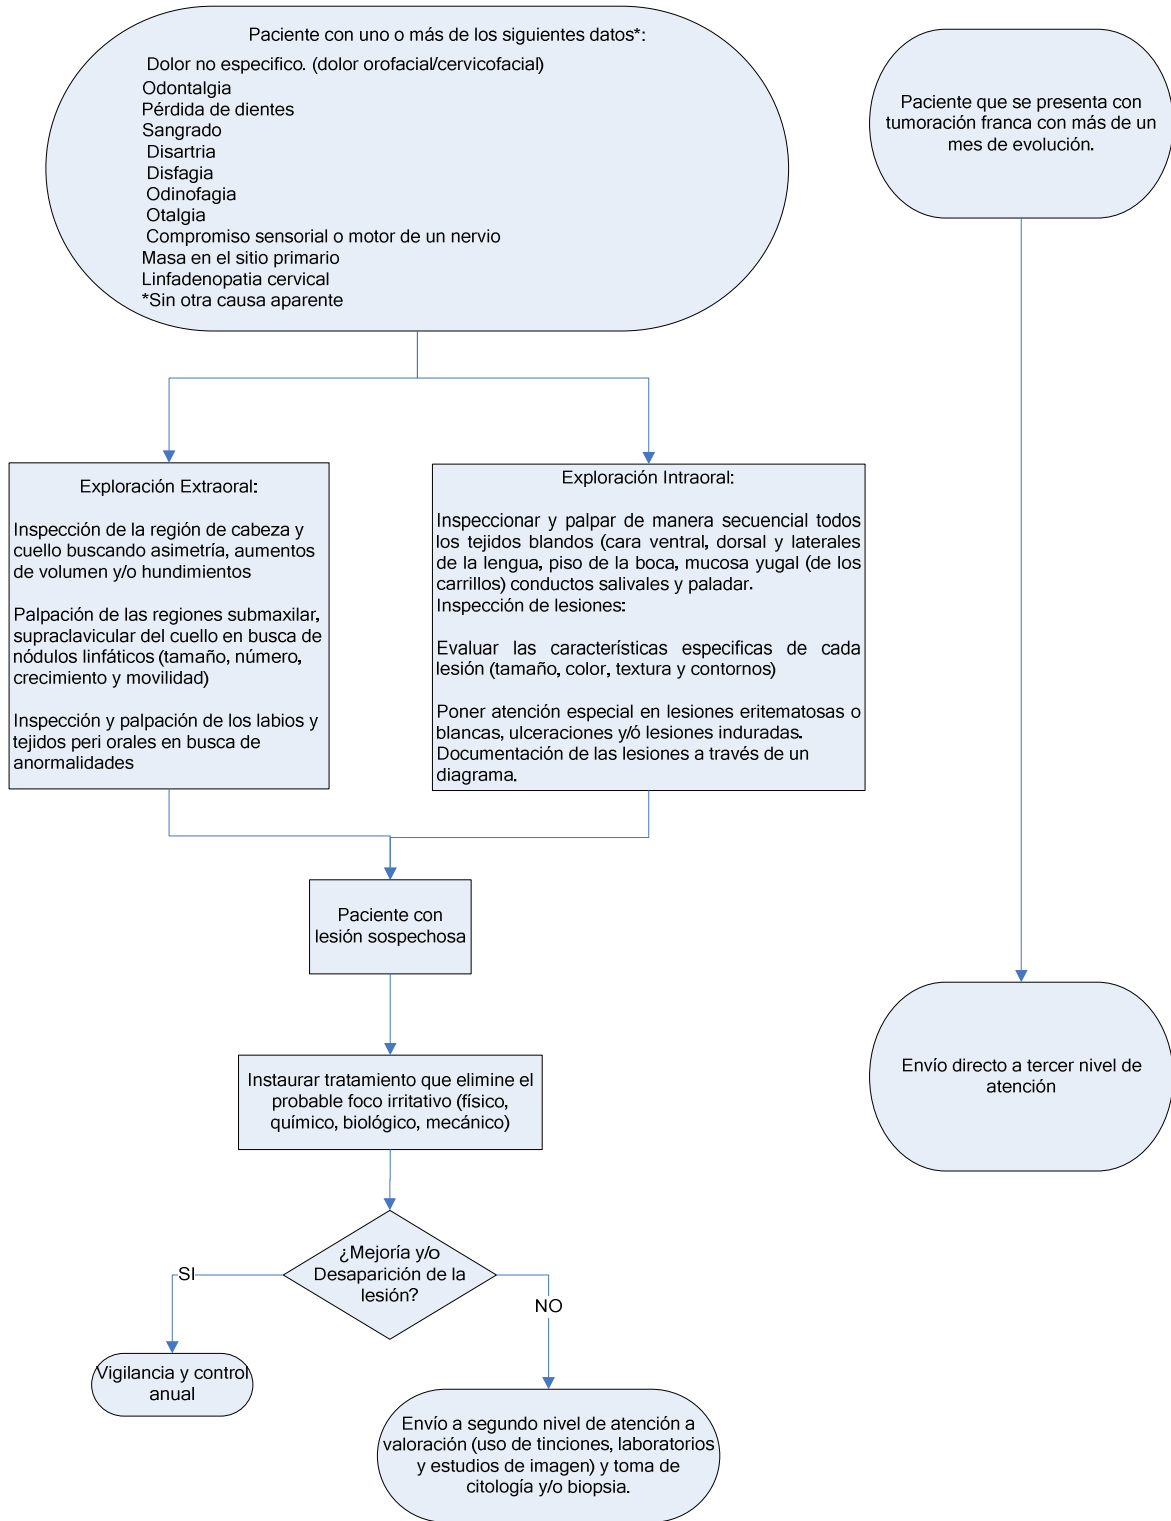 Paciente con uno o más de los siguientes datos*:
Dolor no especifico. (dolor orofacial/cervicofacial)
Odontalgia
Pérdida de dientes
Sangrado
Disartria
Disfagia
Odinofagia
Otalgia
Compromiso sensorial o motor de un nervio
Masa en el sitio primario
Linfadenopatia cervical
*Sin otra causa aparente
Paciente que se presenta con
tumoración franca con más de un
mes de evolución.
Exploración Extraoral:
Inspección de la región de cabeza y
cuello buscando asimetría, aumentos
de volumen y/o hundimientos
Palpación de las regiones submaxilar,
supraclavicular del cuello en busca de
nódulos linfáticos (tamaño, número,
crecimiento y movilidad)
Inspección y palpación de los labios y
tejidos peri orales en busca de
anormalidades
Exploración Intraoral:
Inspeccionar y palpar de manera secuencial todos
los tejidos blandos (cara ventral, dorsal y laterales
de la lengua, piso de la boca, mucosa yugal (de los
carrillos) conductos salivales y paladar.
Inspección de lesiones:
Evaluar las características especificas de cada
lesión (tamaño, color, textura y contornos)
Poner atención especial en lesiones eritematosas o
blancas, ulceraciones y/ó lesiones induradas.
Documentación de las lesiones a través de un
diagrama.
Paciente con
lesión sospechosa
Envío directo a tercer nivel de
atención
Instaurar tratamiento que elimine el
probable foco irritativo (físico,
químico, biológico, mecánico)
¿Mejoría y/o
Desaparición de la
lesión?
SI
NO
Vigilancia y control
anual
Envío a segundo nivel de atención a
valoración (uso de tinciones, laboratorios
y estudios de imagen) y toma de
citología y/o biopsia.